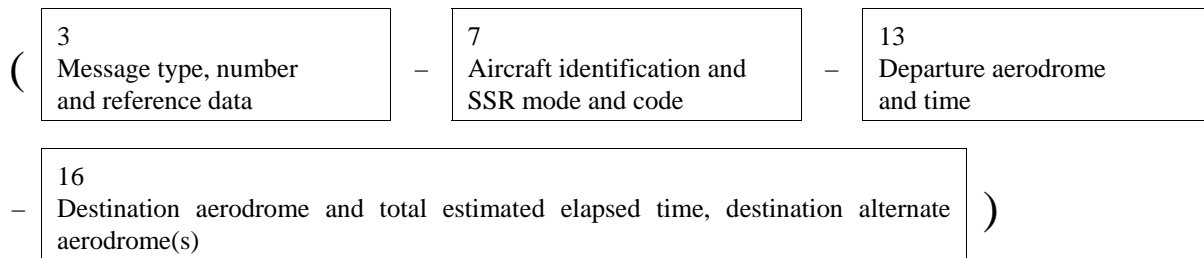 3 7 13
( Message type, number – Aircraft identification and – Departure aerodrome
and reference data SSR mode and code and time
16
– Destination aerodrome and total estimated elapsed time, destination alternate )
aerodrome(s)